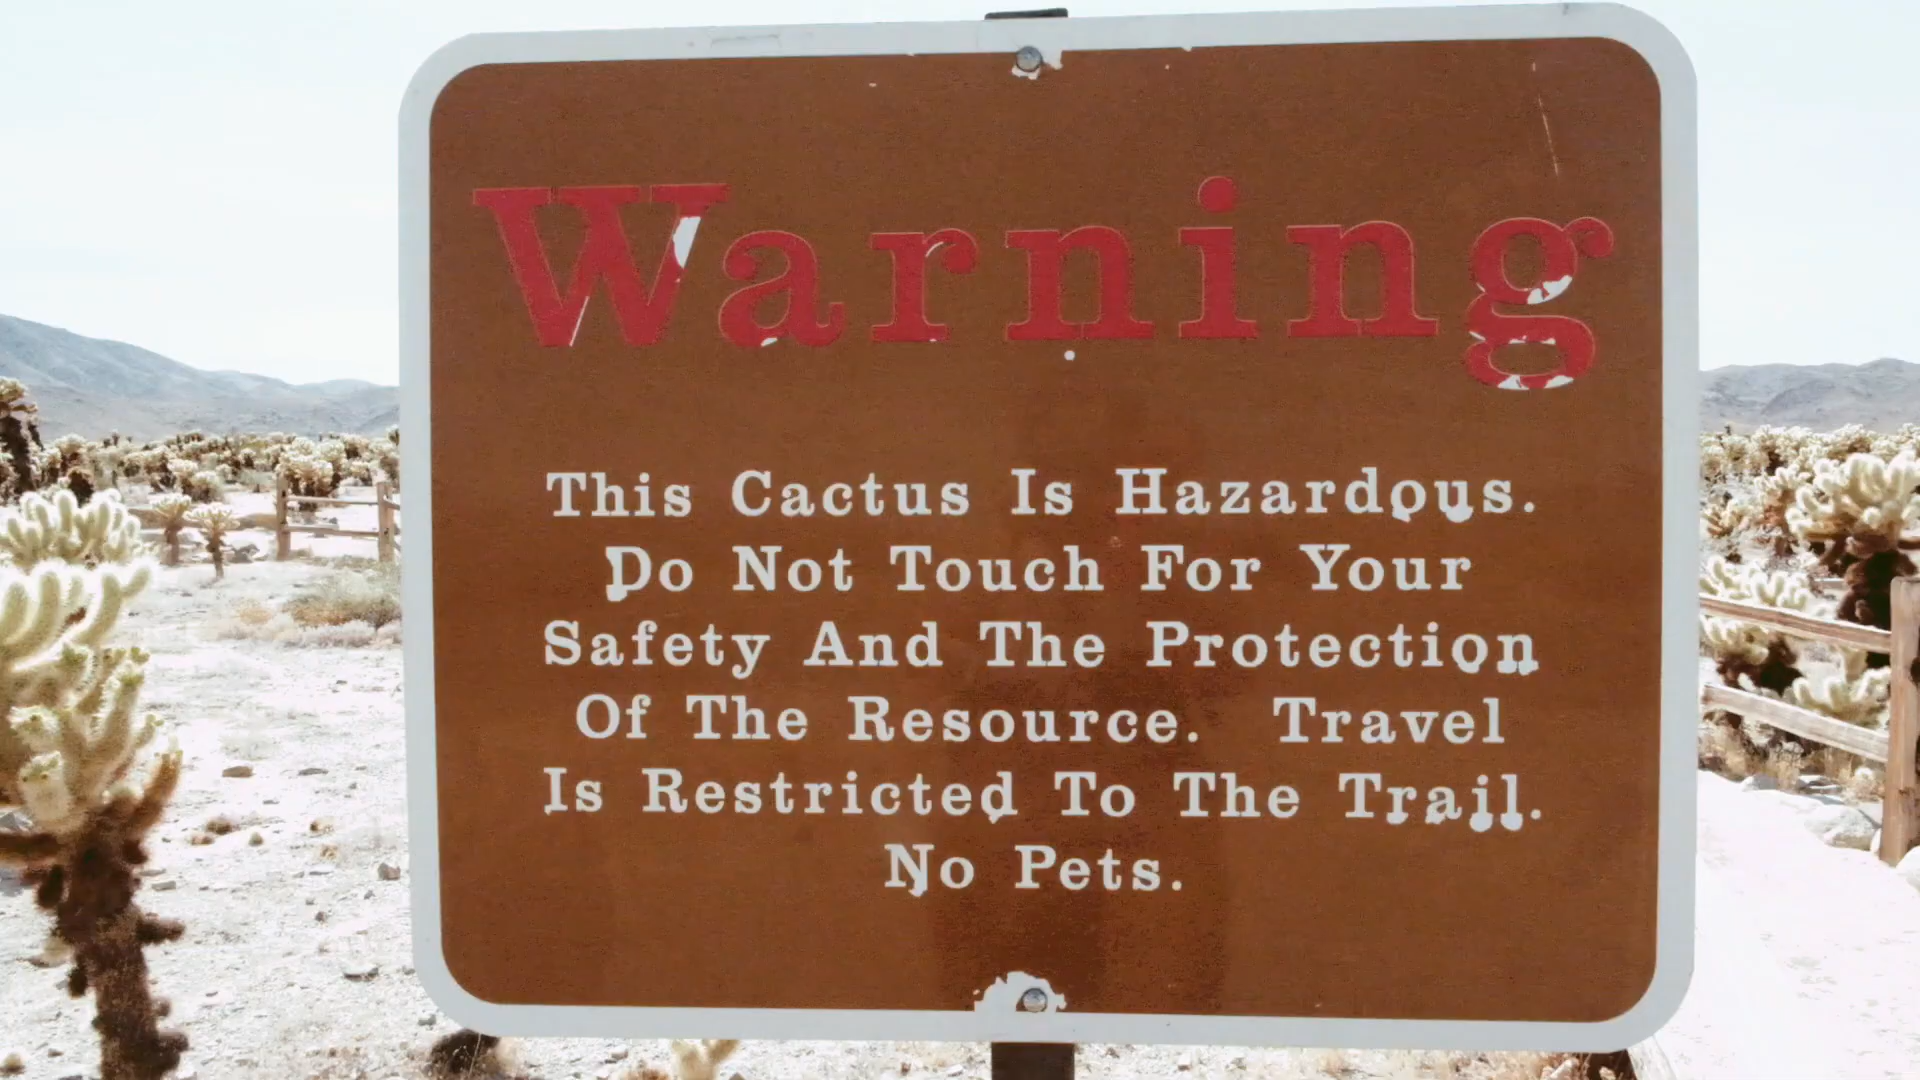 Warning
This Cactus Is Hazardous.
Do Not Touch For Your
Safety And The Protection
Of The Resource. Travel
Is Restricted To The Trail.
No Pets.